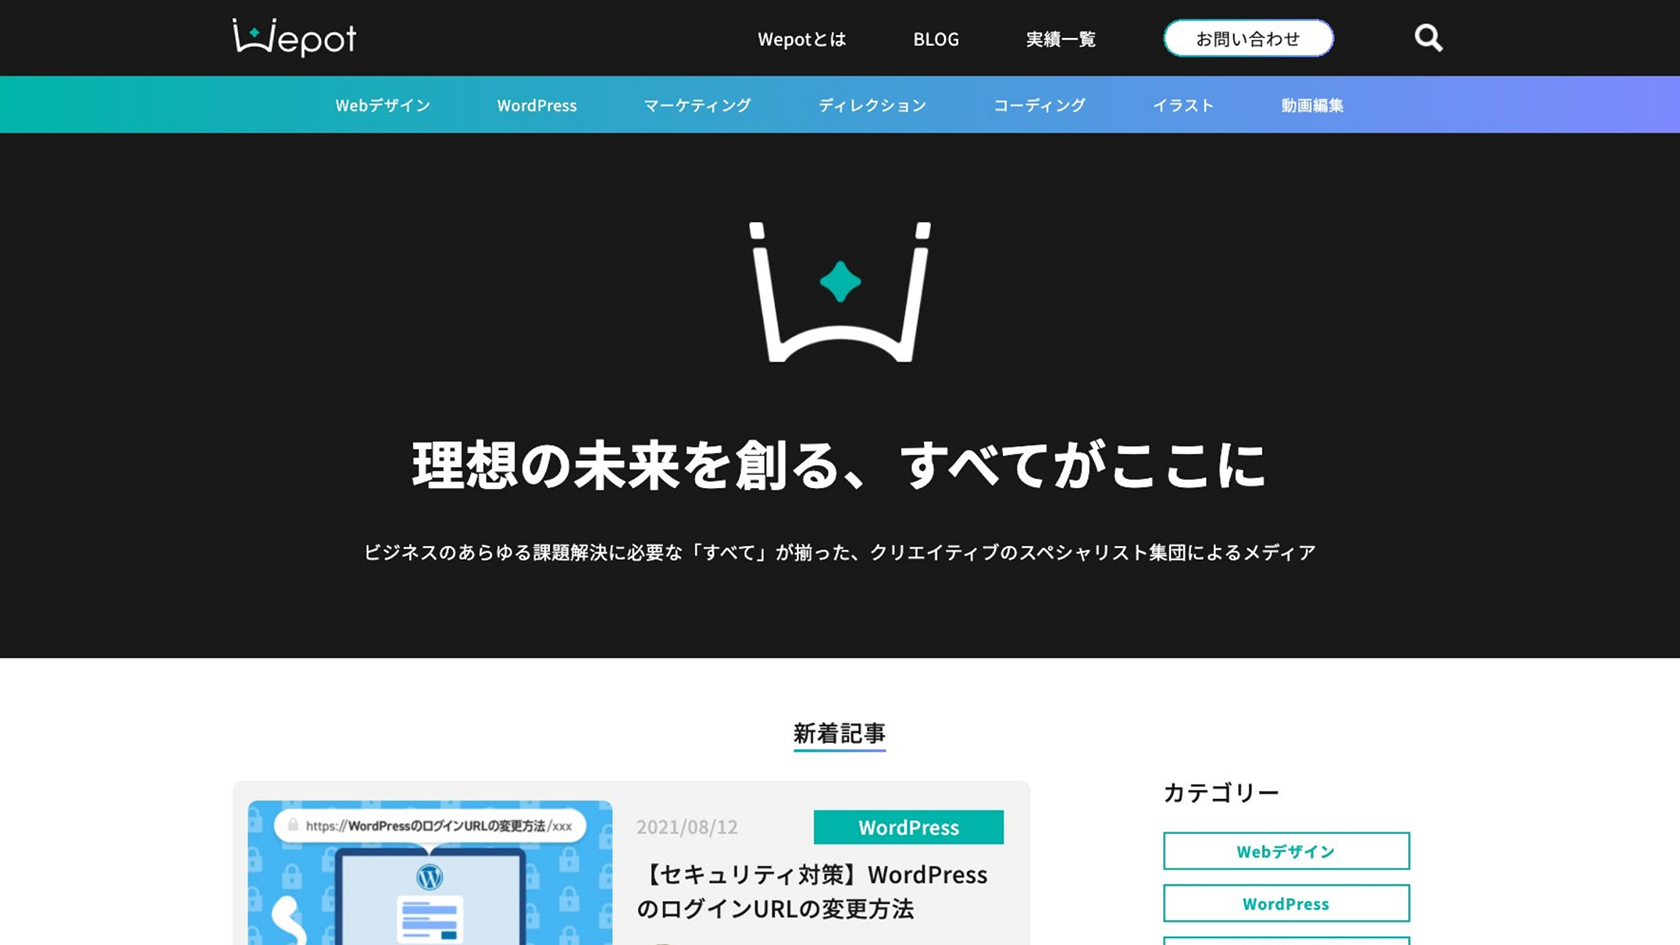 Wepot
Wepotとは
BLOG
実績一覧
お問い合わせ
Webデザイン
WordPress
マーケティング
ディレクション
コーディング
イラスト
動画編集
理想の未来を創る、すべてがここに
ビジネスのあらゆる課題解決に必要な「すべて」が揃った、クリエイティブのスペシャリスト集団によるメディア
新着記事
https://WordPressのログインURLの変更方法/xxx
2021/08/12
WordPress
【セキュリティ対策】WordPress
のログインURLの変更方法
カテゴリー
Webデザイン
WordPress